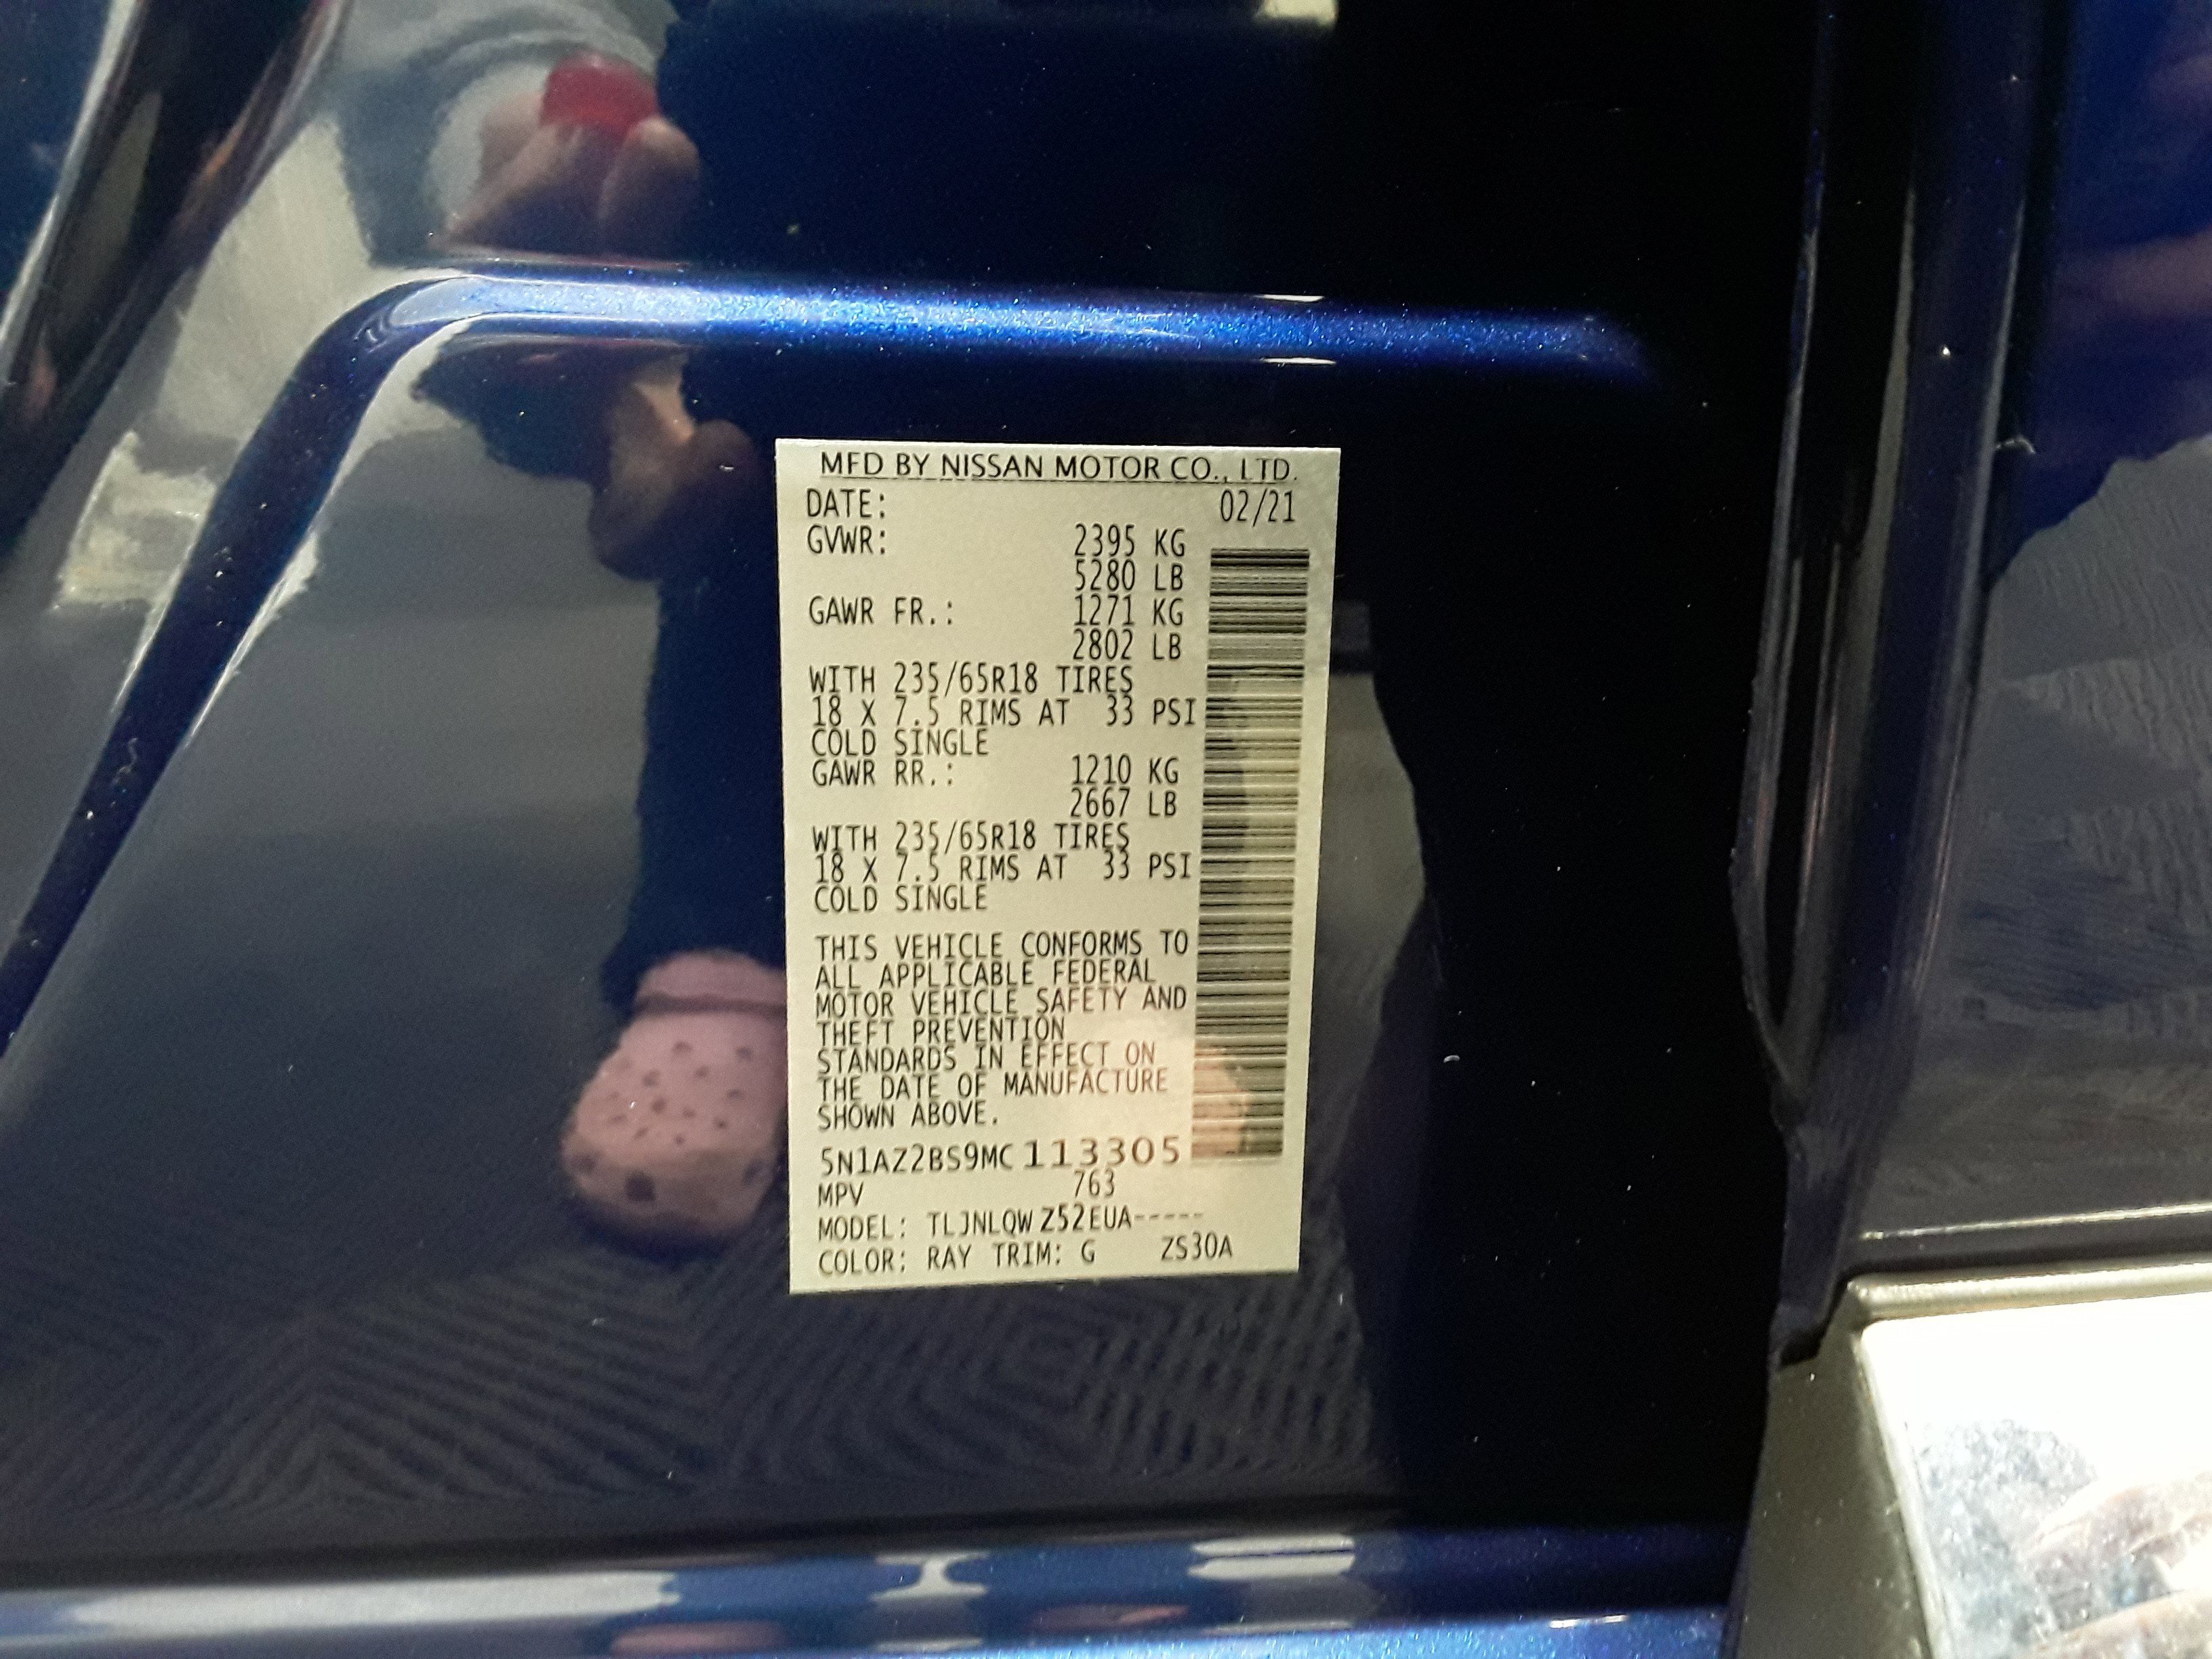 MFD BY NISSAN MOTOR CO., LTD.
DATE: 02/21
GVWR: 2395 KG
5280 LB
GAWR FR.: 1271 KG
2802 LB
WITH 235/65R18 TIRES
18 X 7.5 RIMS AT 33 PSI
COLD SINGLE
GAWR RR.: 1210 KG
2667 LB
WITH 235/65R18 TIRES
18 X 7.5 RIMS AT 33 PSI
COLD SINGLE
THIS VEHICLE CONFORMS TO
ALL APPLICABLE FEDERAL
MOTOR VEHICLE SAFETY AND
THEFT PREVENTION
STANDARDS IN EFFECT ON
THE DATE OF MANUFACTURE
SHOWN ABOVE.
5N1AZ2BS9MC113305
MPV 763
MODEL: TLJNLQWZ52EUA-----
COLOR: RAY TRIM: G ZS30A